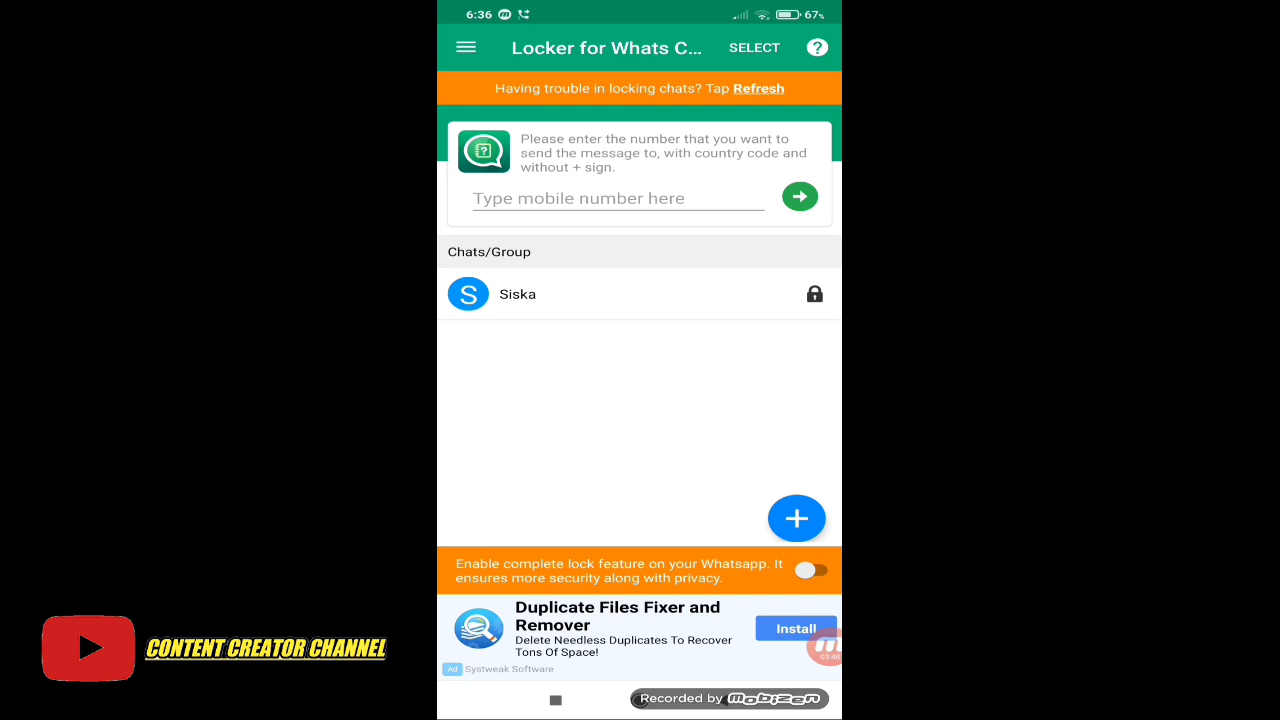 6:36
67%
Locker for Whats C...
SELECT
?
Having trouble in locking chats? Tap Refresh
Please enter the number that you want to
send the message to, with country code and
without + sign.
Type mobile number here
Chats/Group
S
Siska
Enable complete lock feature on your Whatsapp. It
ensures more security along with privacy.
Duplicate Files Fixer and
Remover
Delete Needless Duplicates To Recover
Tons Of Space!
Install
03:48
Ad Systweak Software
Recorded by mobizen
CONTENT CREATOR CHANNEL